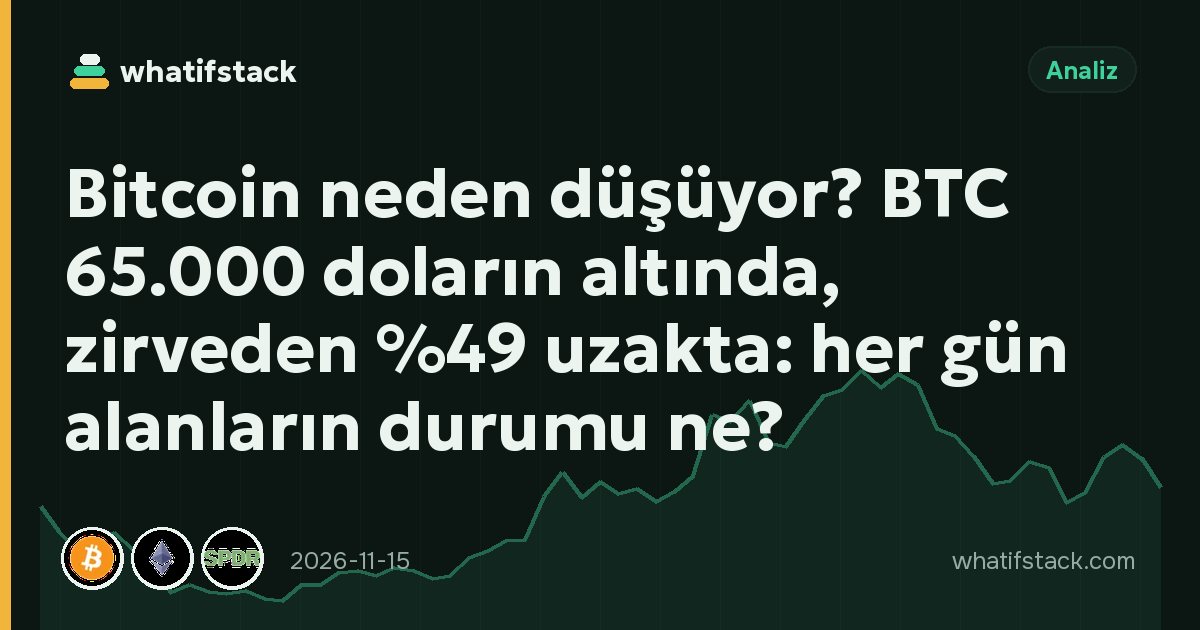 whatifstack
Analiz
Bitcoin neden düşüyor? BTC
65.000 doların altında,
zirveden %49 uzakta: her gün
alanların durumu ne?
SPDR
2026-11-15
whatifstack.com